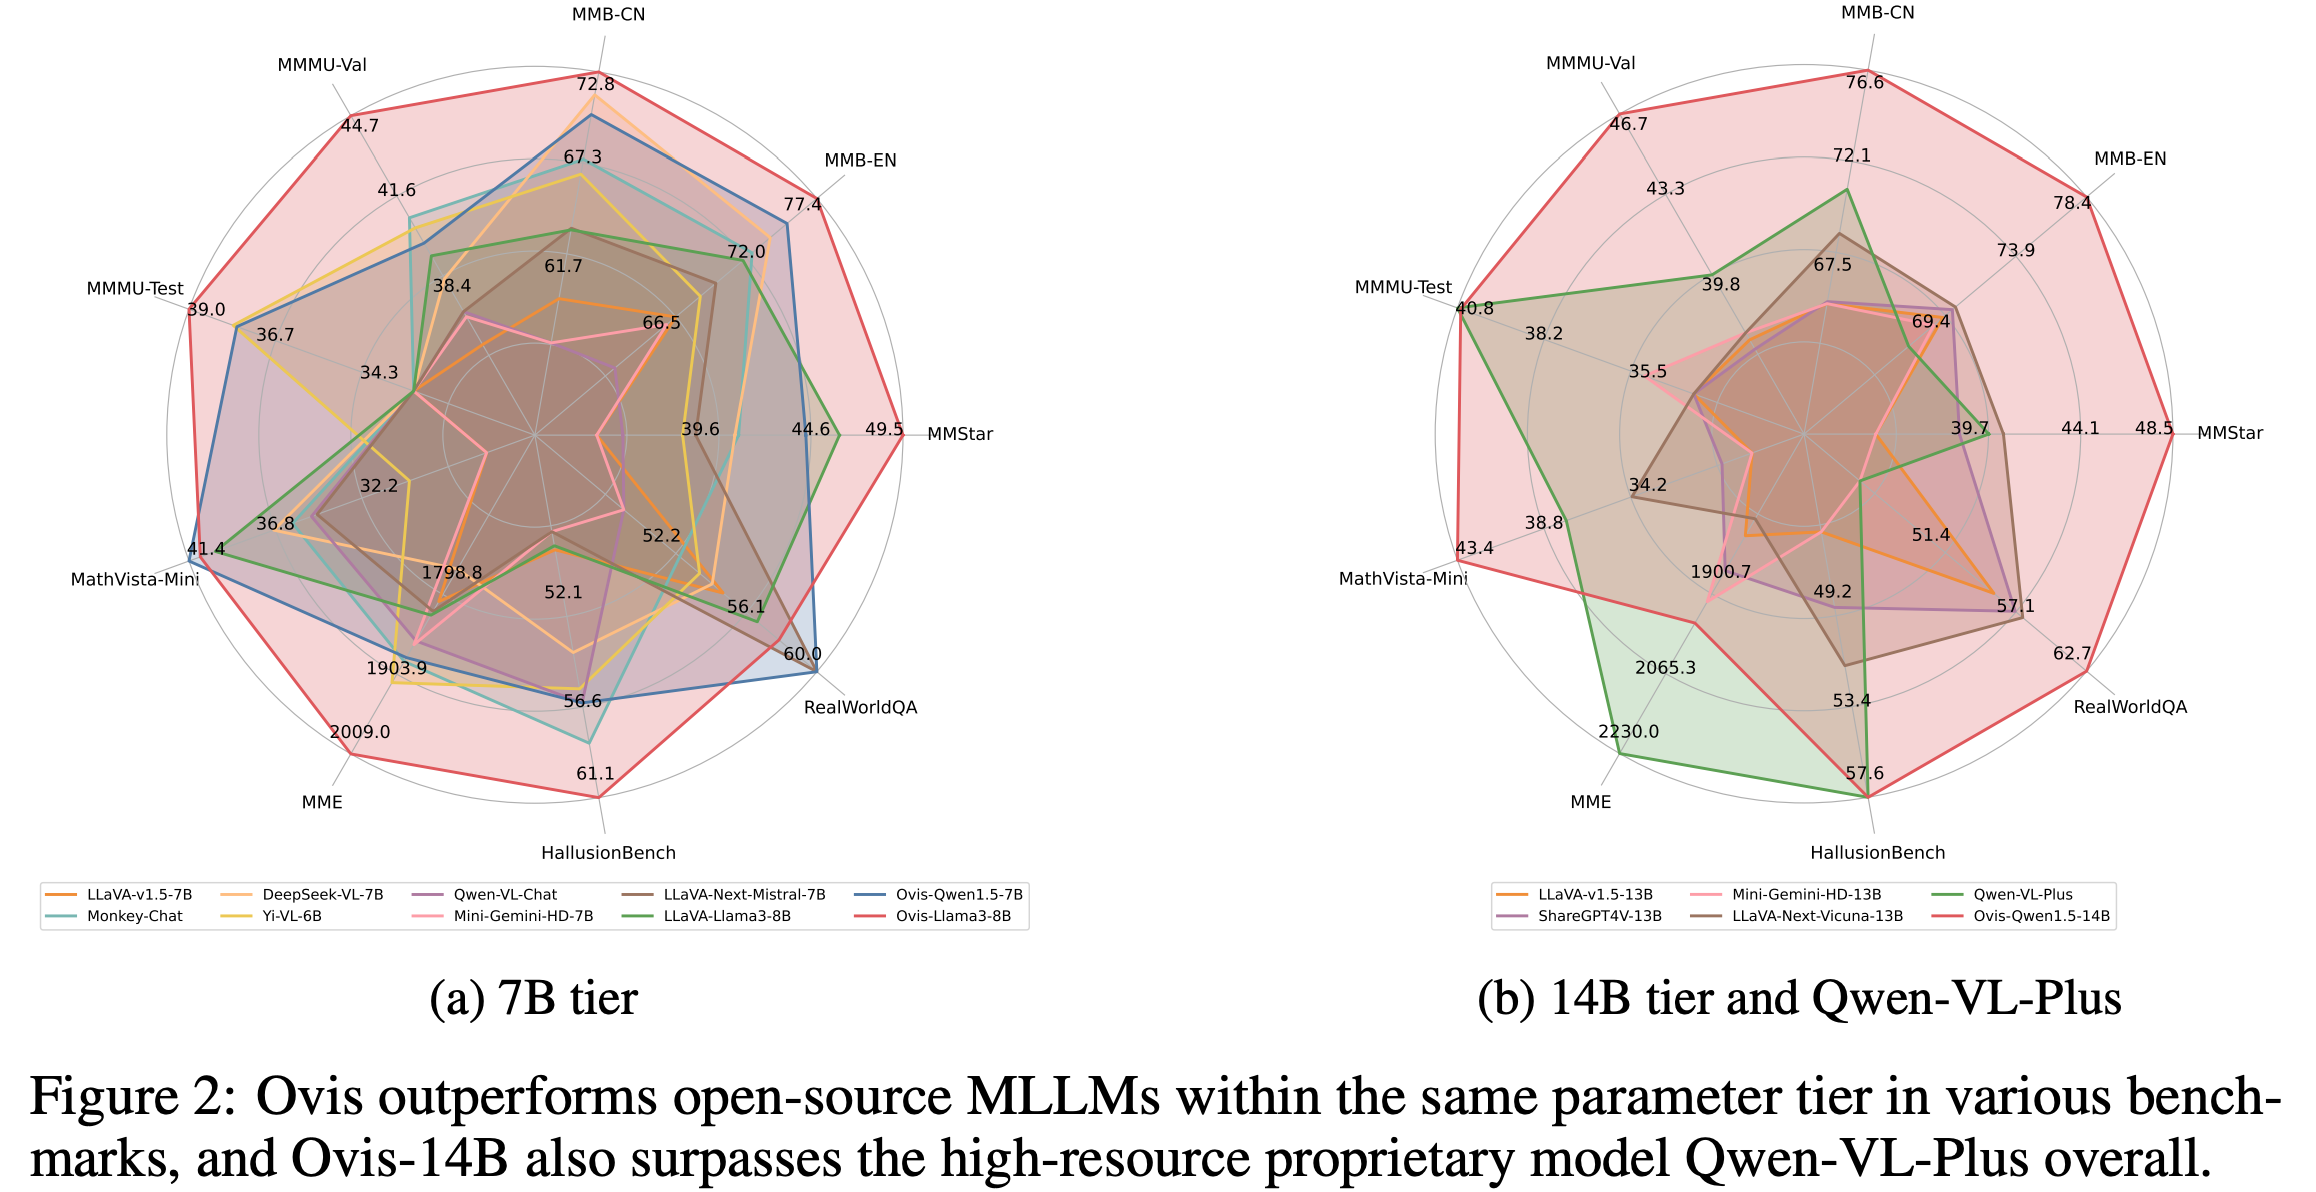 MMB-CN
MMMU-Val
72.8
44.7
MMB-EN
67.3
77.4
41.6
72.0
61.7
MMMU-Test
38.4
39.0
66.5
36.7
34.3
39.6
44.6
49.5
MMStar
32.2
36.8
52.2
41.4
MathVista-Mini
1798.8
52.1
56.1
1903.9
60.0
56.6
RealWorldQA
2009.0
61.1
MME
HallusionBench
LLaVA-v1.5-7B
DeepSeek-VL-7B
Qwen-VL-Chat
LLaVA-Next-Mistral-7B
Ovis-Qwen1.5-7B
Monkey-Chat
Yi-VL-6B
Mini-Gemini-HD-7B
LLaVA-Llama3-8B
Ovis-Llama3-8B
(a) 7B tier
MMB-CN
MMMU-Val
76.6
46.7
MMB-EN
72.1
43.3
78.4
73.9
67.5
MMMU-Test
39.8
40.8
69.4
38.2
35.5
39.7
44.1
48.5
MMStar
34.2
38.8
51.4
43.4
MathVista-Mini
1900.7
49.2
57.1
2065.3
62.7
53.4
RealWorldQA
2230.0
57.6
MME
HallusionBench
LLaVA-v1.5-13B
Mini-Gemini-HD-13B
Qwen-VL-Plus
ShareGPT4V-13B
LLaVA-Next-Vicuna-13B
Ovis-Qwen1.5-14B
(b) 14B tier and Qwen-VL-Plus
Figure 2: Ovis outperforms open-source MLLMs within the same parameter tier in various bench-
marks, and Ovis-14B also surpasses the high-resource proprietary model Qwen-VL-Plus overall.